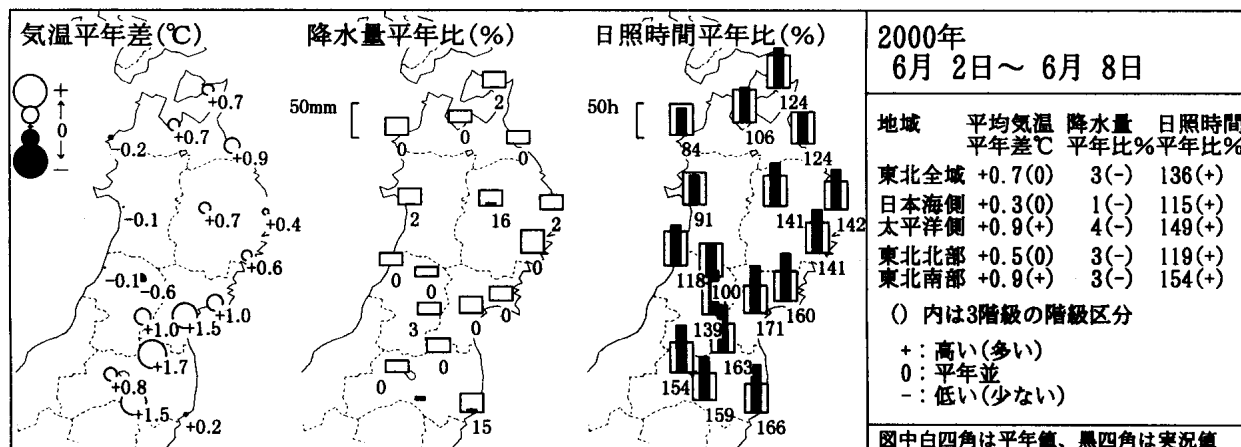 気温平年差(℃)
降水量平年比(%)
日照時間平年比(%)
+
↑
0
↓
−
+0.7
+0.7
-0.2
+0.9
-0.1
+0.7
+0.4
+0.6
-0.1
-0.6
+1.0
+1.5
+1.0
+1.7
+0.8
+1.5
+0.2
50mm
2
0
0
0
2
16
2
0
0
0
3
0
0
0
0
15
50h
124
106
84
124
91
141
142
141
118
100
160
171
139
163
154
159
166
2000年
6月 2日～ 6月 8日
地域 平均気温 降水量 日照時間
平年差℃ 平年比% 平年比%
東北全域 +0.7(0) 3(-) 136(+)
日本海側 +0.3(0) 1(-) 115(+)
太平洋側 +0.9(+) 4(-) 149(+)
東北北部 +0.5(0) 3(-) 119(+)
東北南部 +0.9(+) 3(-) 154(+)
() 内は3階級の階級区分
+：高い(多い)
0：平年並
-：低い(少ない)
図中白四角は平年値、黒四角は実況値